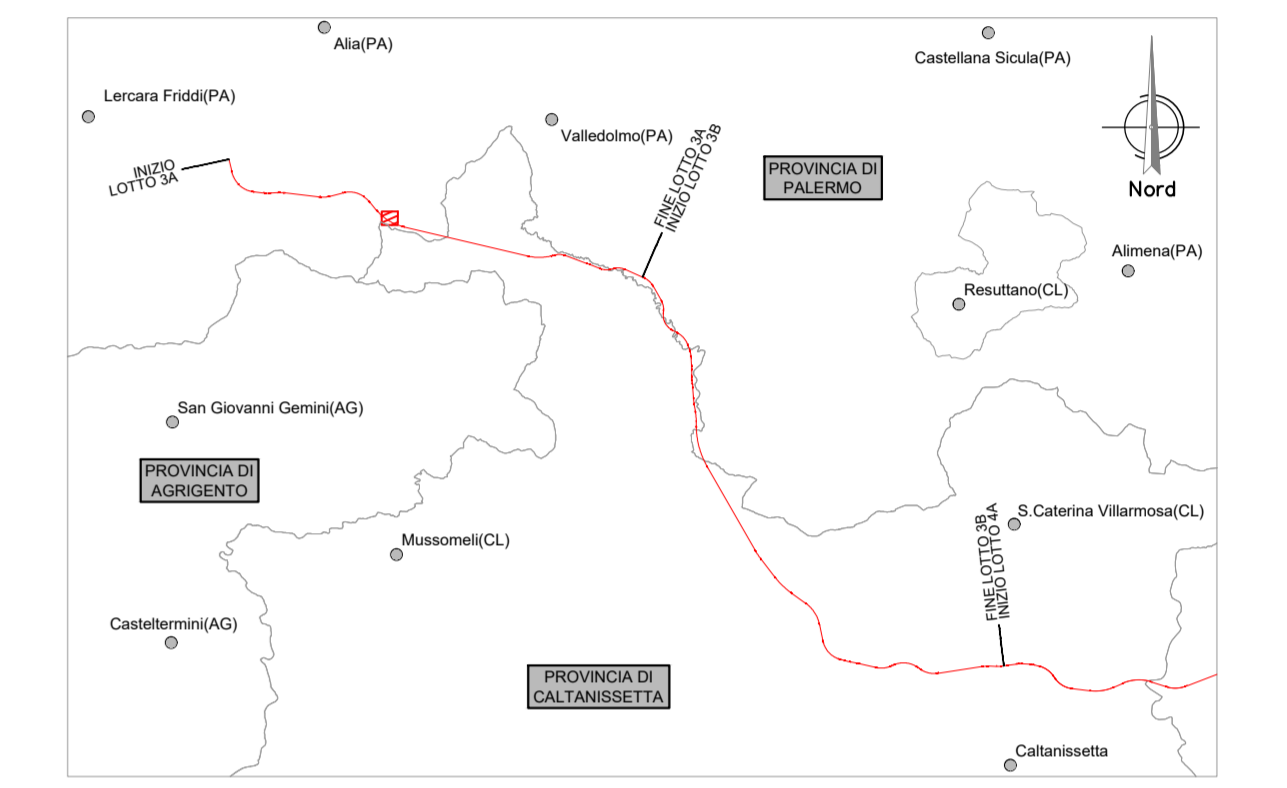 Alia(PA)
Castellana Sicula(PA)
Lercara Friddi(PA)
Valledolmo(PA)
INIZIO
LOTTO 3A
FINE LOTTO 3A
INIZIO LOTTO 3B
PROVINCIA DI
PALERMO
Nord
Alimena(PA)
Resuttano(CL)
San Giovanni Gemini(AG)
PROVINCIA DI
AGRIGENTO
S.Caterina Villarmosa(CL)
FINE LOTTO 3B
INIZIO LOTTO 4A
Mussomeli(CL)
Casteltermini(AG)
PROVINCIA DI
CALTANISSETTA
Caltanissetta